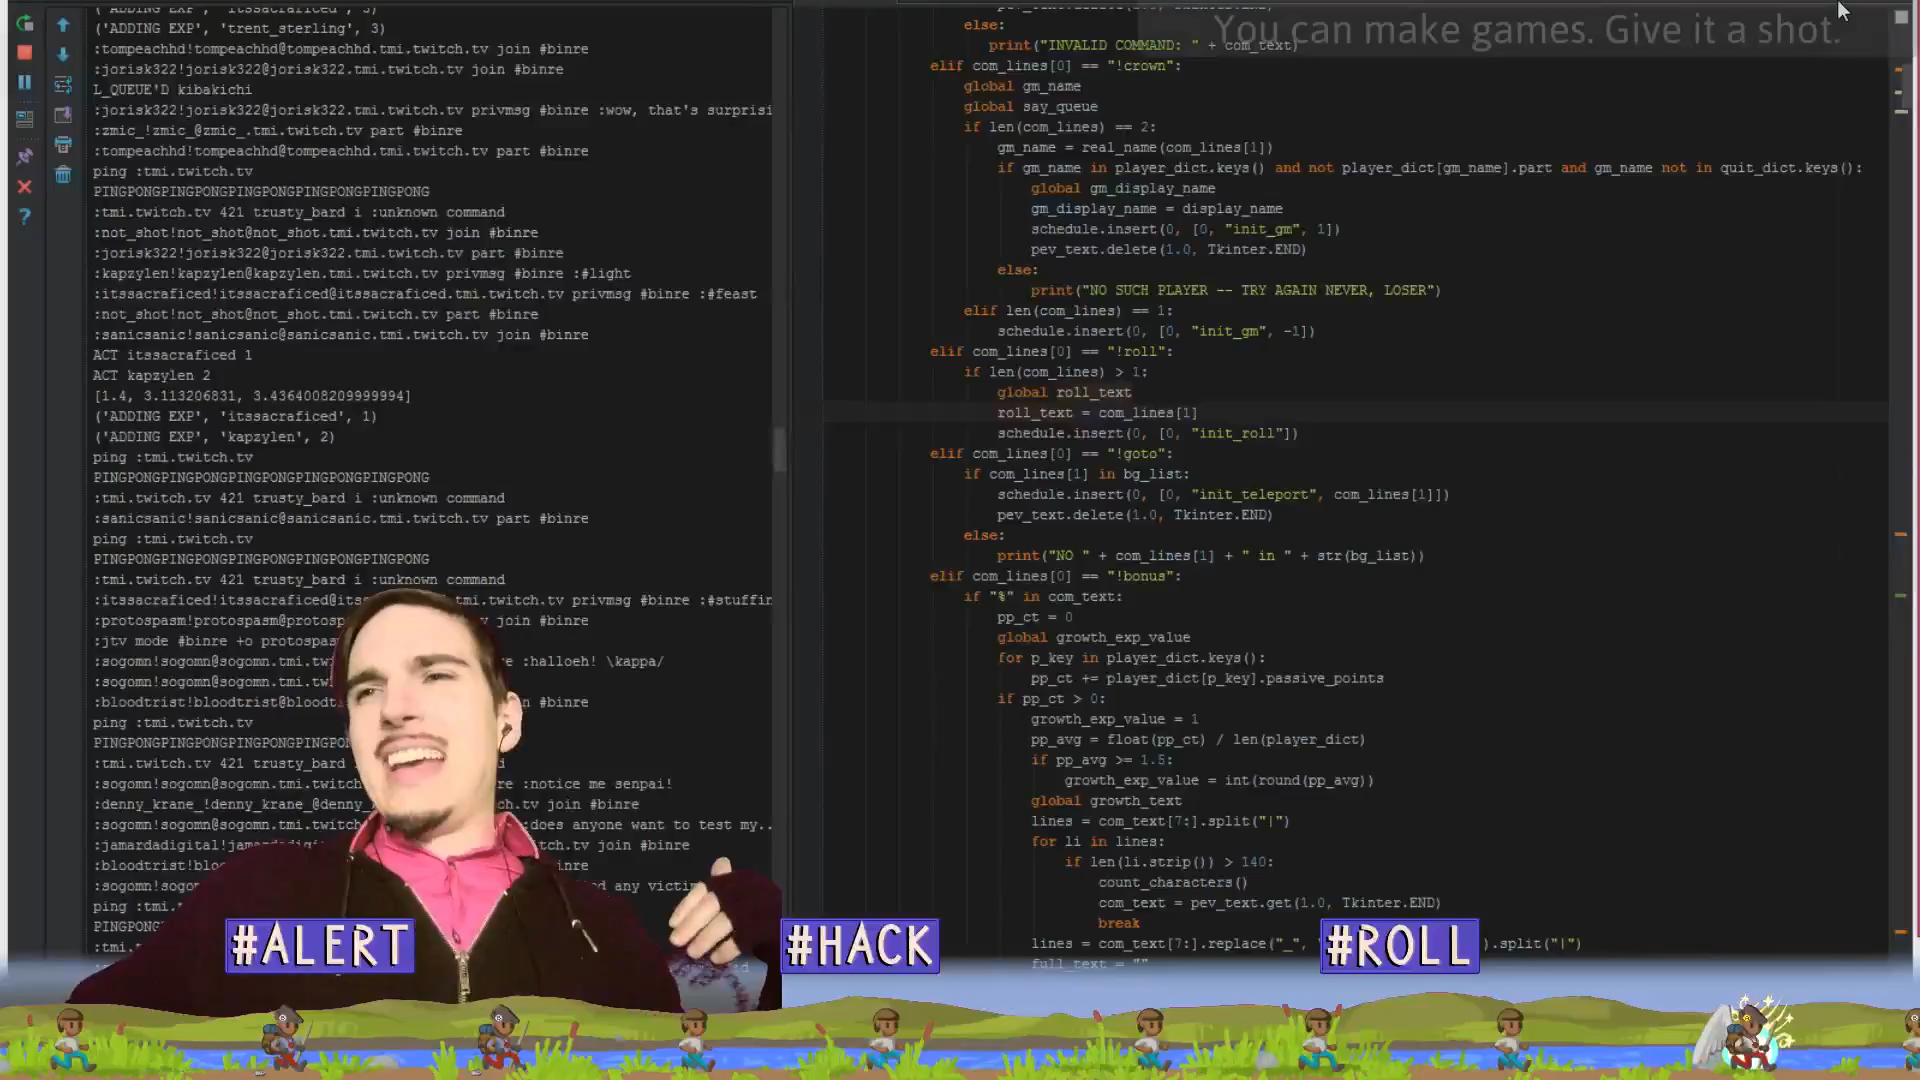 ('ADDING EXP', 'itssacraficed', 3)
('ADDING EXP', 'trent_sterling', 3)
:tompeachhd!tompeachhd@tompeachhd.tmi.twitch.tv join #binre
:jorisk322!jorisk322@jorisk322.tmi.twitch.tv join #binre
L_QUEUE'D kibakichi
:jorisk322!jorisk322@jorisk322.tmi.twitch.tv privmsg #binre :wow, that's surprisi
:zmic_!zmic_@zmic_.tmi.twitch.tv part #binre
:tompeachhd!tompeachhd@tompeachhd.tmi.twitch.tv part #binre
ping :tmi.twitch.tv
PINGPONGPINGPONGPINGPONGPINGPONGPINGPONG
:tmi.twitch.tv 421 trusty_bard i :unknown command
:not_shot!not_shot@not_shot.tmi.twitch.tv join #binre
:jorisk322!jorisk322@jorisk322.tmi.twitch.tv part #binre
:kapzylen!kapzylen@kapzylen.tmi.twitch.tv privmsg #binre :#light
:itssacraficed!itssacraficed@itssacraficed.tmi.twitch.tv privmsg #binre :#feast
:not_shot!not_shot@not_shot.tmi.twitch.tv part #binre
:sanicsanic!sanicsanic@sanicsanic.tmi.twitch.tv join #binre
ACT itssacraficed 1
ACT kapzylen 2
[1.4, 3.113206831, 3.4364008209999994]
('ADDING EXP', 'itssacraficed', 1)
('ADDING EXP', 'kapzylen', 2)
ping :tmi.twitch.tv
PINGPONGPINGPONGPINGPONGPINGPONGPINGPONG
:tmi.twitch.tv 421 trusty_bard i :unknown command
:sanicsanic!sanicsanic@sanicsanic.tmi.twitch.tv part #binre
ping :tmi.twitch.tv
PINGPONGPINGPONGPINGPONGPINGPONGPINGPONG
:tmi.twitch.tv 421 trusty_bard i :unknown command
:itssacraficed!itssacraficed@its tmi.twitch.tv privmsg #binre :#stuffin
:protospasm!protospasm@protosp .tmi.twitch.tv join #binre
:jtv mode #binre +o protospasm
:sogomn!sogomn@sogomn.tmi.tw e :halloeh! \kappa/
:sogomn!sogomn@sogomn.tmi.tw
:bloodtrist!bloodtrist@bloodt n #binre
ping :tmi.twitch.tv
PINGPONGPINGPONGPINGPONGPINGPON
:tmi.twitch.tv 421 trusty_bard i d
:sogomn!sogomn@sogomn.tmi.twitch re :notice me senpai!
:denny_krane_!denny_krane_@denny_ ch.tv join #binre
:sogomn!sogomn@sogomn.tmi.twitch :does anyone want to test my..
:jamardadigital!jamardadigit tch.tv join #binre
:bloodtrist!bloo inre
:sogomn!sogo d any victi
ping :tmi.t
PINGPONG
:tmi.
You can make games. Give it a shot.
else:
print("INVALID COMMAND: " + com_text)
elif com_lines[0] == "!crown":
global gm_name
global say_queue
if len(com_lines) == 2:
gm_name = real_name(com_lines[1])
if gm_name in player_dict.keys() and not player_dict[gm_name].part and gm_name not in quit_dict.keys():
global gm_display_name
gm_display_name = display_name
schedule.insert(0, [0, "init_gm", 1])
pev_text.delete(1.0, Tkinter.END)
else:
print("NO SUCH PLAYER -- TRY AGAIN NEVER, LOSER")
elif len(com_lines) == 1:
schedule.insert(0, [0, "init_gm", -1])
elif com_lines[0] == "!roll":
if len(com_lines) > 1:
global roll_text
roll_text = com_lines[1]
schedule.insert(0, [0, "init_roll"])
elif com_lines[0] == "!goto":
if com_lines[1] in bg_list:
schedule.insert(0, [0, "init_teleport", com_lines[1]])
pev_text.delete(1.0, Tkinter.END)
else:
print("NO " + com_lines[1] + " in " + str(bg_list))
elif com_lines[0] == "!bonus":
if "%" in com_text:
pp_ct = 0
global growth_exp_value
for p_key in player_dict.keys():
pp_ct += player_dict[p_key].passive_points
if pp_ct > 0:
growth_exp_value = 1
pp_avg = float(pp_ct) / len(player_dict)
if pp_avg >= 1.5:
growth_exp_value = int(round(pp_avg))
global growth_text
lines = com_text[7:].split("|")
for li in lines:
if len(li.strip()) > 140:
count_characters()
com_text = pev_text.get(1.0, Tkinter.END)
break
lines = com_text[7:].replace("_", ).split("|")
full_text = ""
#ALERT
#HACK
#ROLL